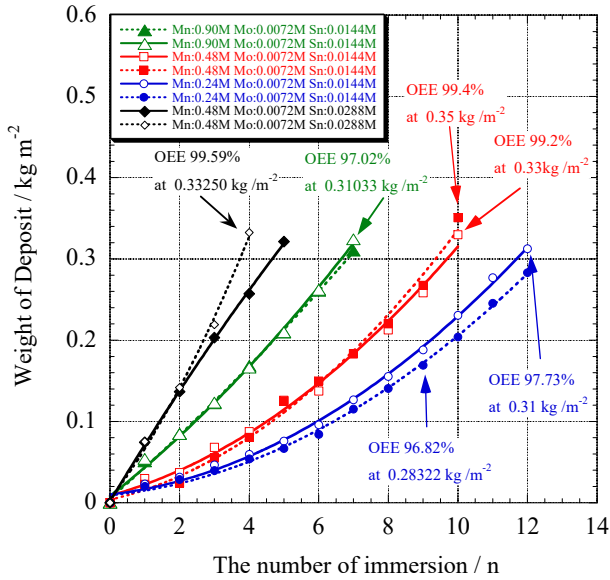 0.6
0.5
0.4
0.3
0.2
0.1
0
Weight of Deposit / kg m-2
Mn:0.90M Mo:0.0072M Sn:0.0144M
Mn:0.90M Mo:0.0072M Sn:0.0144M
Mn:0.48M Mo:0.0072M Sn:0.0144M
Mn:0.48M Mo:0.0072M Sn:0.0144M
Mn:0.24M Mo:0.0072M Sn:0.0144M
Mn:0.24M Mo:0.0072M Sn:0.0144M
Mn:0.48M Mo:0.0072M Sn:0.0288M
Mn:0.48M Mo:0.0072M Sn:0.0288M
OEE 99.4%
at 0.35 kg /m-2
OEE 99.59%
at 0.33250 kg /m-2
OEE 97.02%
at 0.31033 kg /m-2
OEE 99.2%
at 0.33kg /m-2
OEE 97.73%
at 0.31 kg /m-2
OEE 96.82%
at 0.28322 kg /m-2
0 2 4 6 8 10 12 14
The number of immersion / n